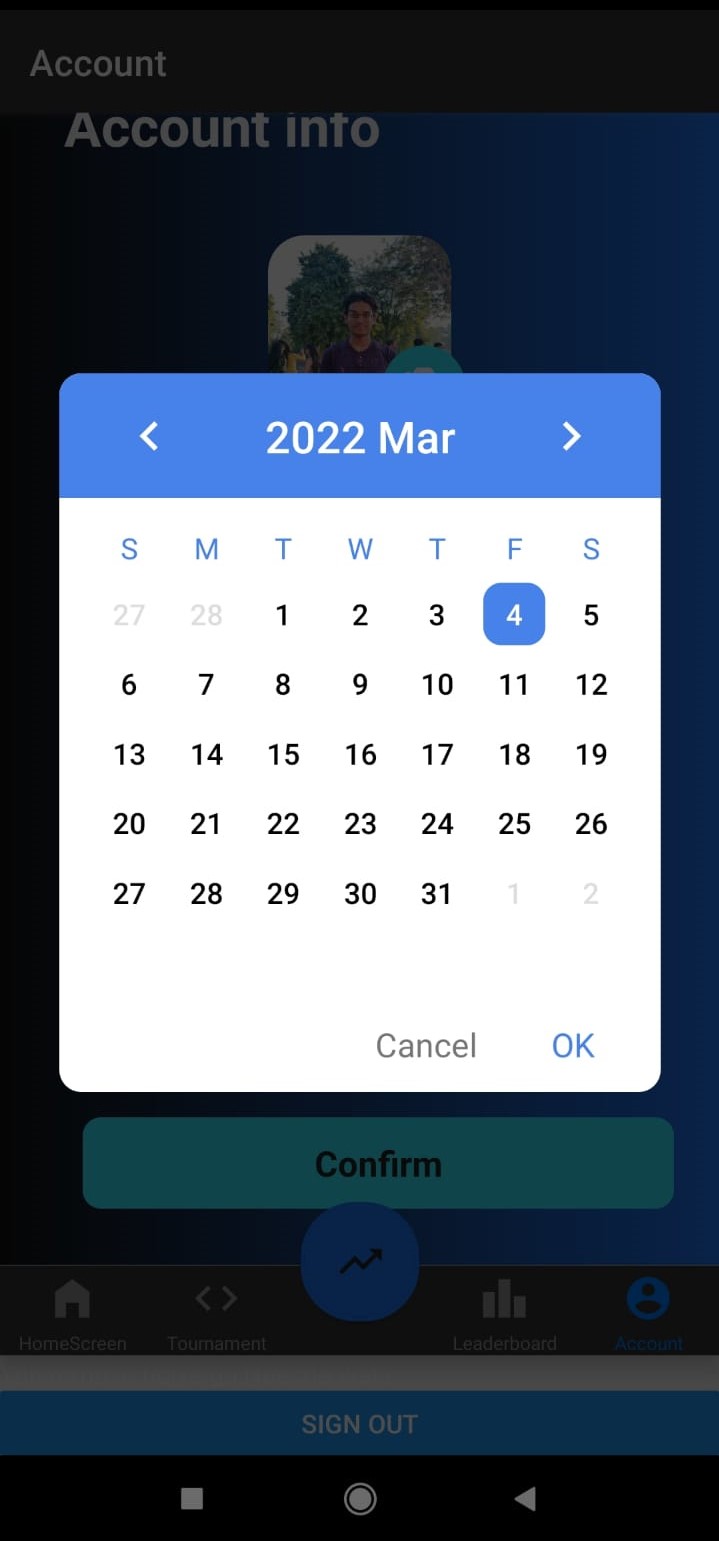 Account
Account info
2022 Mar
S M T W T F S
27 28 1 2 3 4 5
6 7 8 9 10 11 12
13 14 15 16 17 18 19
20 21 22 23 24 25 26
27 28 29 30 31 1 2
Cancel OK
Confirm
HomeScreen Tournament Leaderboard Account
SIGN OUT